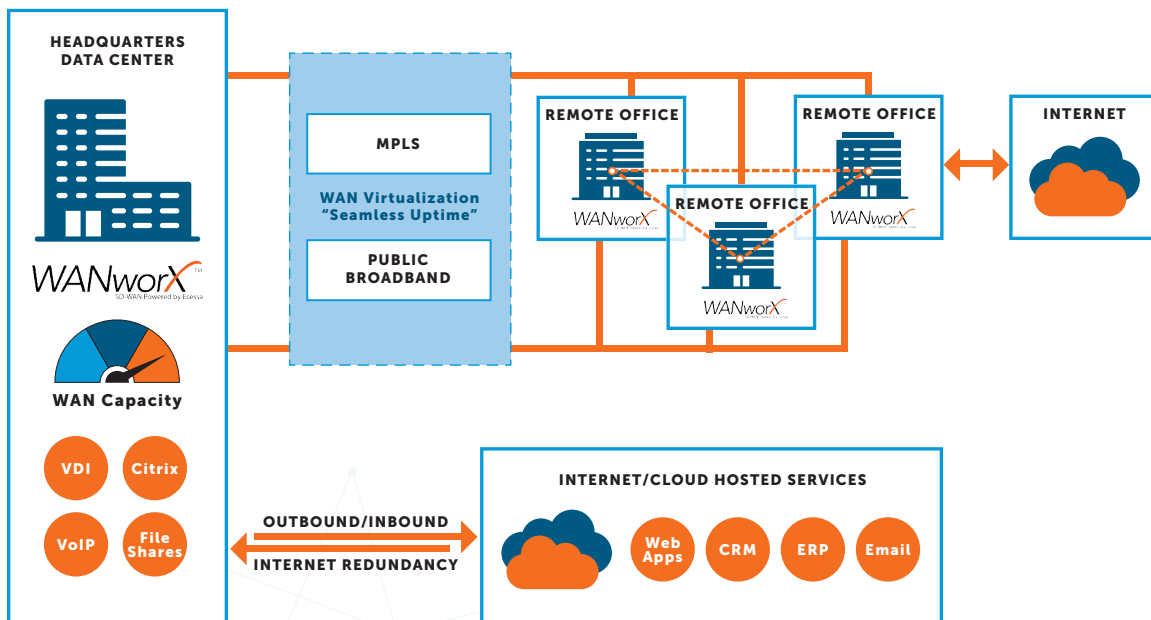 HEADQUARTERS
DATA CENTER
WANworX™
SD-WAN Powered by Ecessa
WAN Capacity
VDI
Citrix
VoIP
File
Shares
MPLS
WAN Virtualization
"Seamless Uptime"
PUBLIC
BROADBAND
REMOTE OFFICE
WANworX
REMOTE OFFICE
WANworX
REMOTE OFFICE
WANworX
INTERNET
OUTBOUND/INBOUND
INTERNET REDUNDANCY
INTERNET/CLOUD HOSTED SERVICES
Web
Apps
CRM
ERP
Email